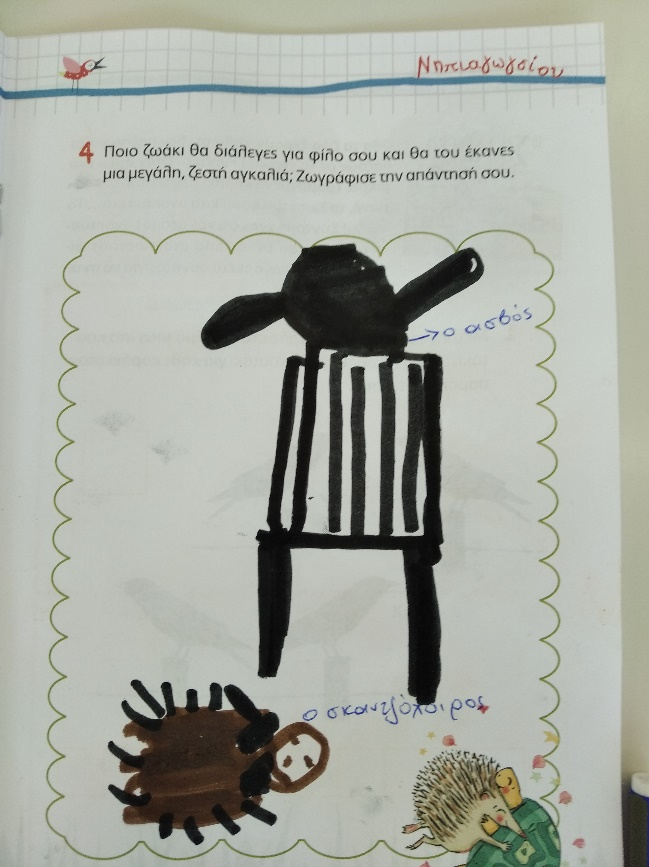 Νηπιαγωγείου
4 Ποιο ζωάκι θα διάλεγες για φίλο σου και θα του έκανες
μια μεγάλη, ζεστή αγκαλιά; Ζωγράφισε την απάντησή σου.
→ ο ασβός
ο σκαντζόχοιρος